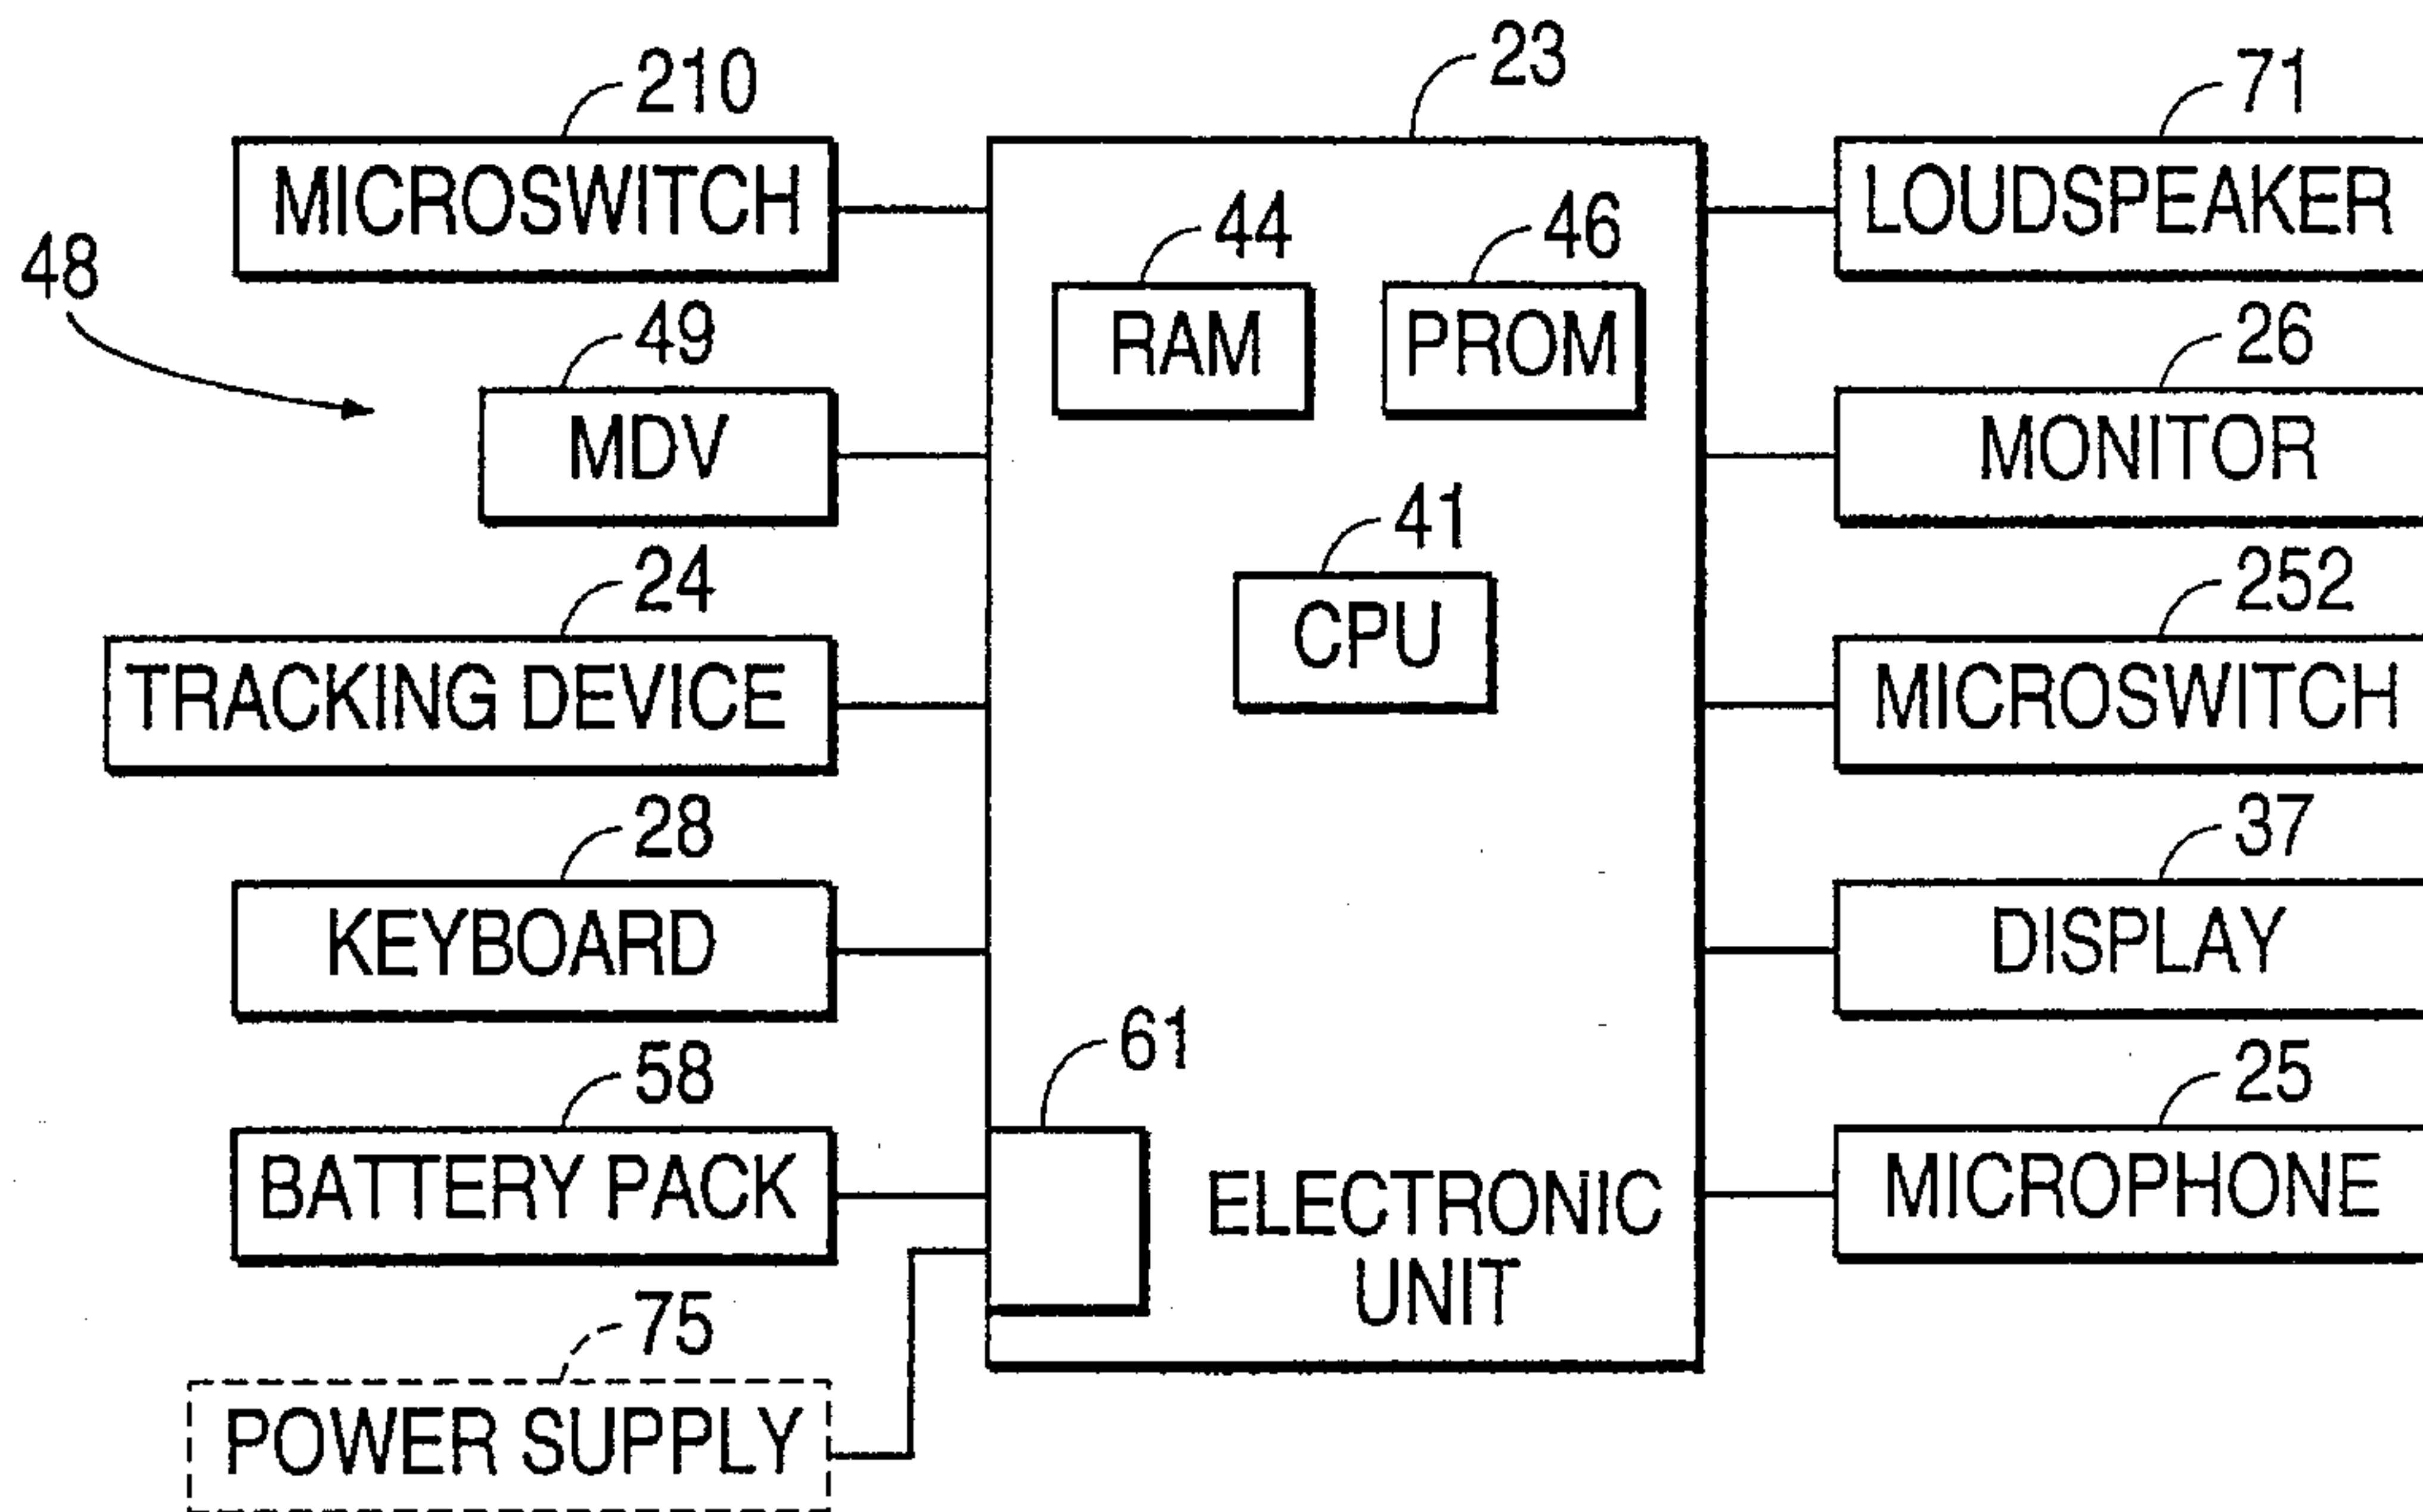 210
MICROSWITCH
48
49
MDV
24
TRACKING DEVICE
28
KEYBOARD
58
BATTERY PACK
75
POWER SUPPLY
23
44
RAM
46
PROM
41
CPU
61
ELECTRONIC
UNIT
71
LOUDSPEAKER
26
MONITOR
252
MICROSWITCH
37
DISPLAY
25
MICROPHONE